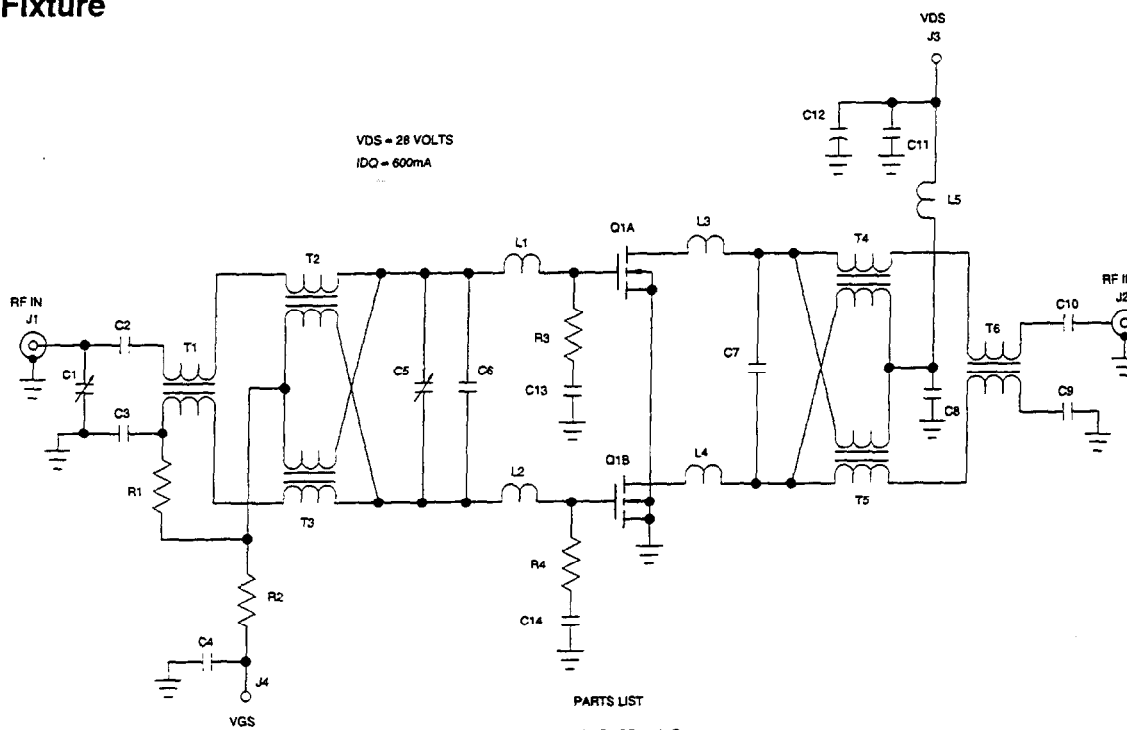 Fixture
VDS
J3
C12
C11
VDS = 28 VOLTS
IDQ = 600mA
L5
Q1A
L3
L1
T4
T2
RF IN
J1
RF IN
J2
C10
C2
T1
T6
R3
C7
C1
C5
C6
C13
C9
C3
C8
L4
Q1B
L2
R1
T3
T5
R4
R2
C14
C4
J4
PARTS LIST
VGS